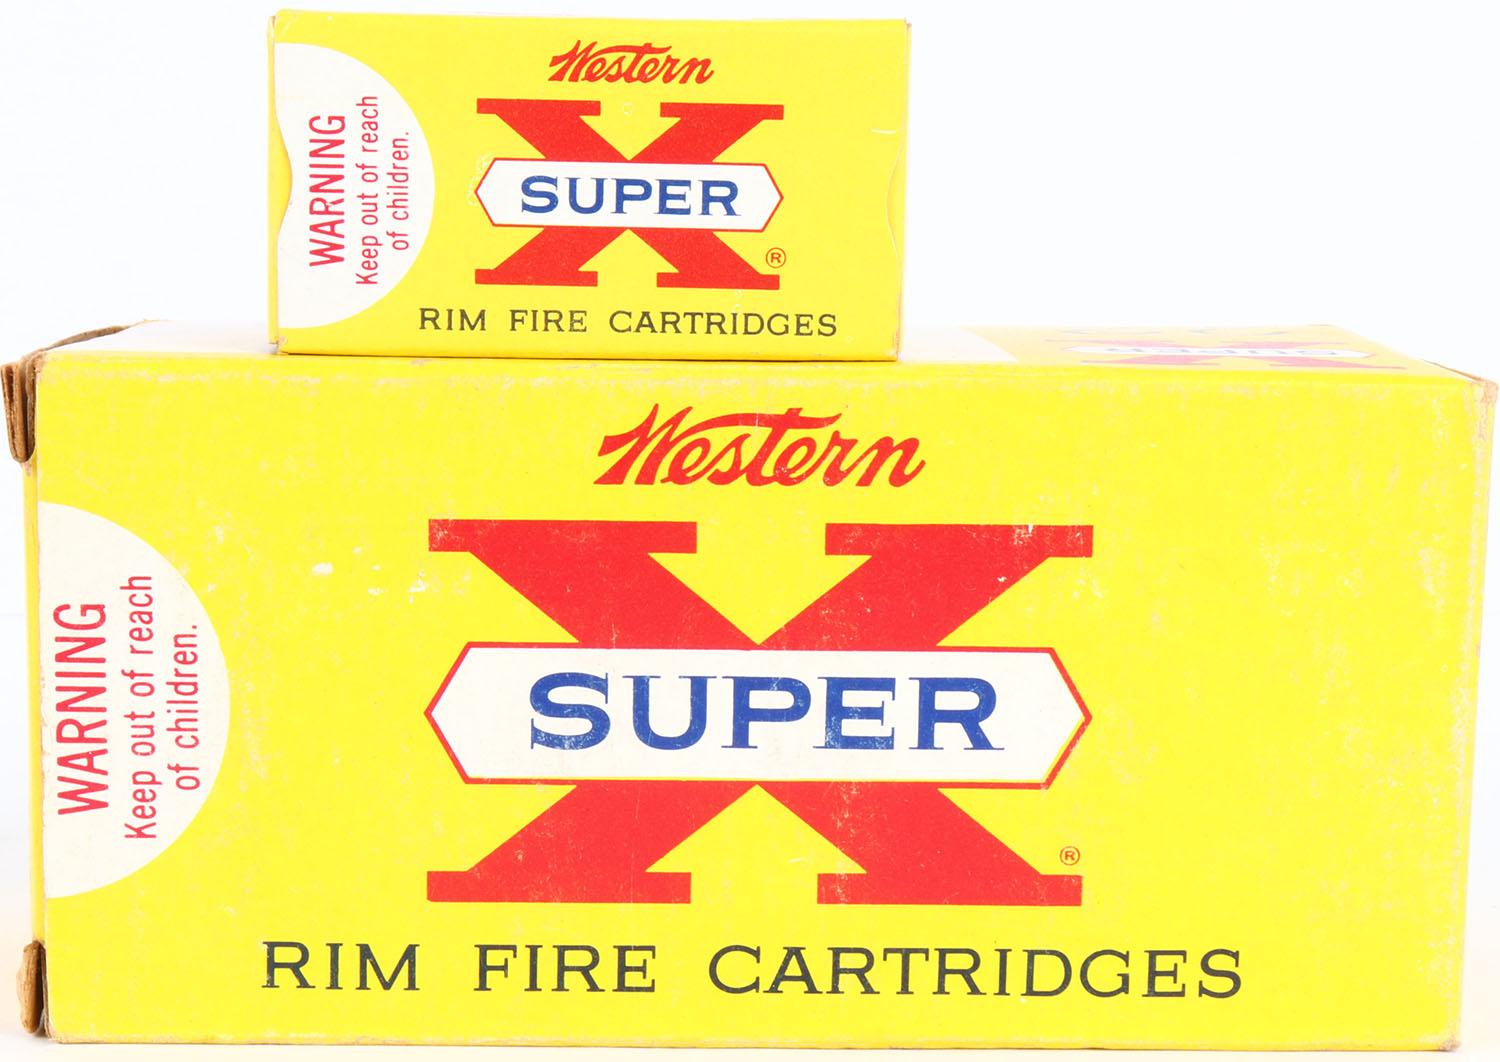 Western
X
SUPER
®
RIM FIRE CARTRIDGES
WARNING
Keep out of reach
of children.
X
SUPER
Western
X
SUPER
®
RIM FIRE CARTRIDGES
WARNING
Keep out of reach
of children.